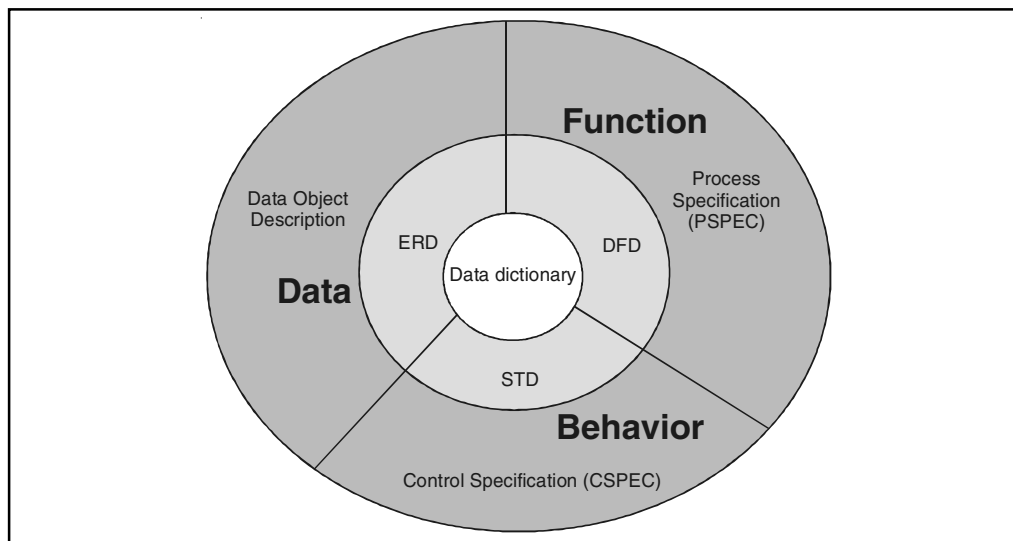 Function
Process
Specification
(PSPEC)
Data Object
Description
ERD
DFD
Data dictionary
Data
STD
Behavior
Control Specification (CSPEC)